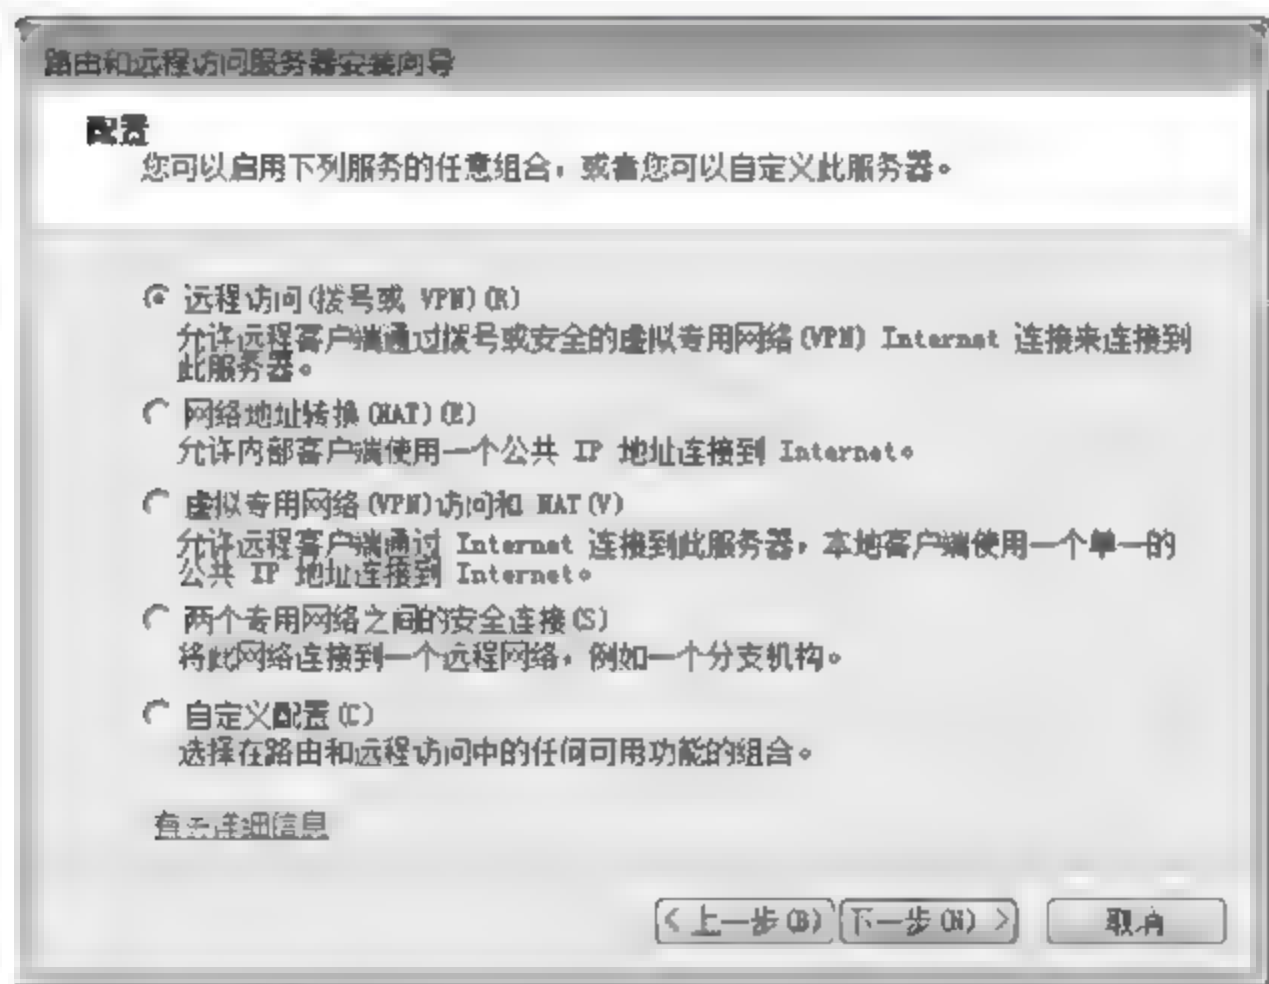 路由和远程访问服务器安装向导
配置
您可以启用下列服务的任意组合，或者您可以自定义此服务器。
远程访问(拨号或 VPN)(R)
允许远程客户端通过拨号或安全的虚拟专用网络(VPN) Internet 连接来连接到
此服务器。
网络地址转换(NAT)(E)
允许内部客户端使用一个公共 IP 地址连接到 Internet。
虚拟专用网络(VPN)访问和 NAT(V)
允许远程客户端通过 Internet 连接到此服务器，本地客户端使用一个单一的
公共 IP 地址连接到 Internet。
两个专用网络之间的安全连接(S)
将此网络连接到一个远程网络，例如一个分支机构。
自定义配置(C)
选择在路由和远程访问中的任何可用功能的组合。
有关详细信息
< 上一步(B) 下一步(N) > 取消